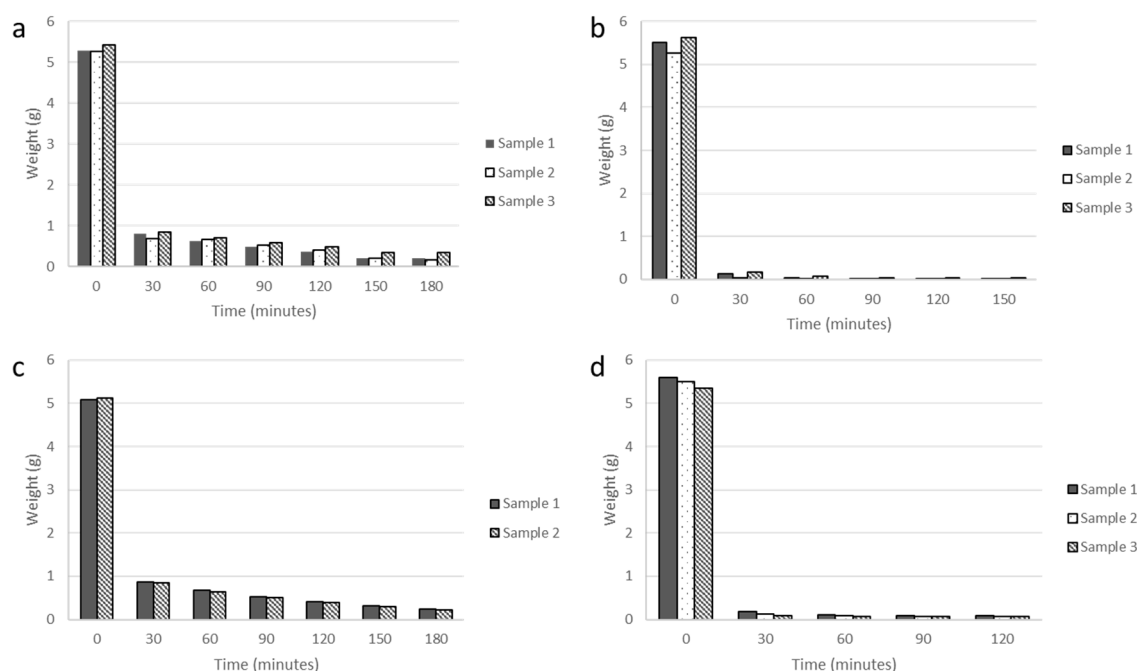 a
6
5
4
3
2
1
0
Weight (g)
0 30 60 90 120 150 180
Time (minutes)
Sample 1
Sample 2
Sample 3
b
6
5
4
3
2
1
0
Weight (g)
0 30 60 90 120 150
Time (minutes)
Sample 1
Sample 2
Sample 3
c
6
5
4
3
2
1
0
Weight (g)
0 30 60 90 120 150 180
Time (minutes)
Sample 1
Sample 2
d
6
5
4
3
2
1
0
Weight (g)
0 30 60 90 120
Time (minutes)
Sample 1
Sample 2
Sample 3